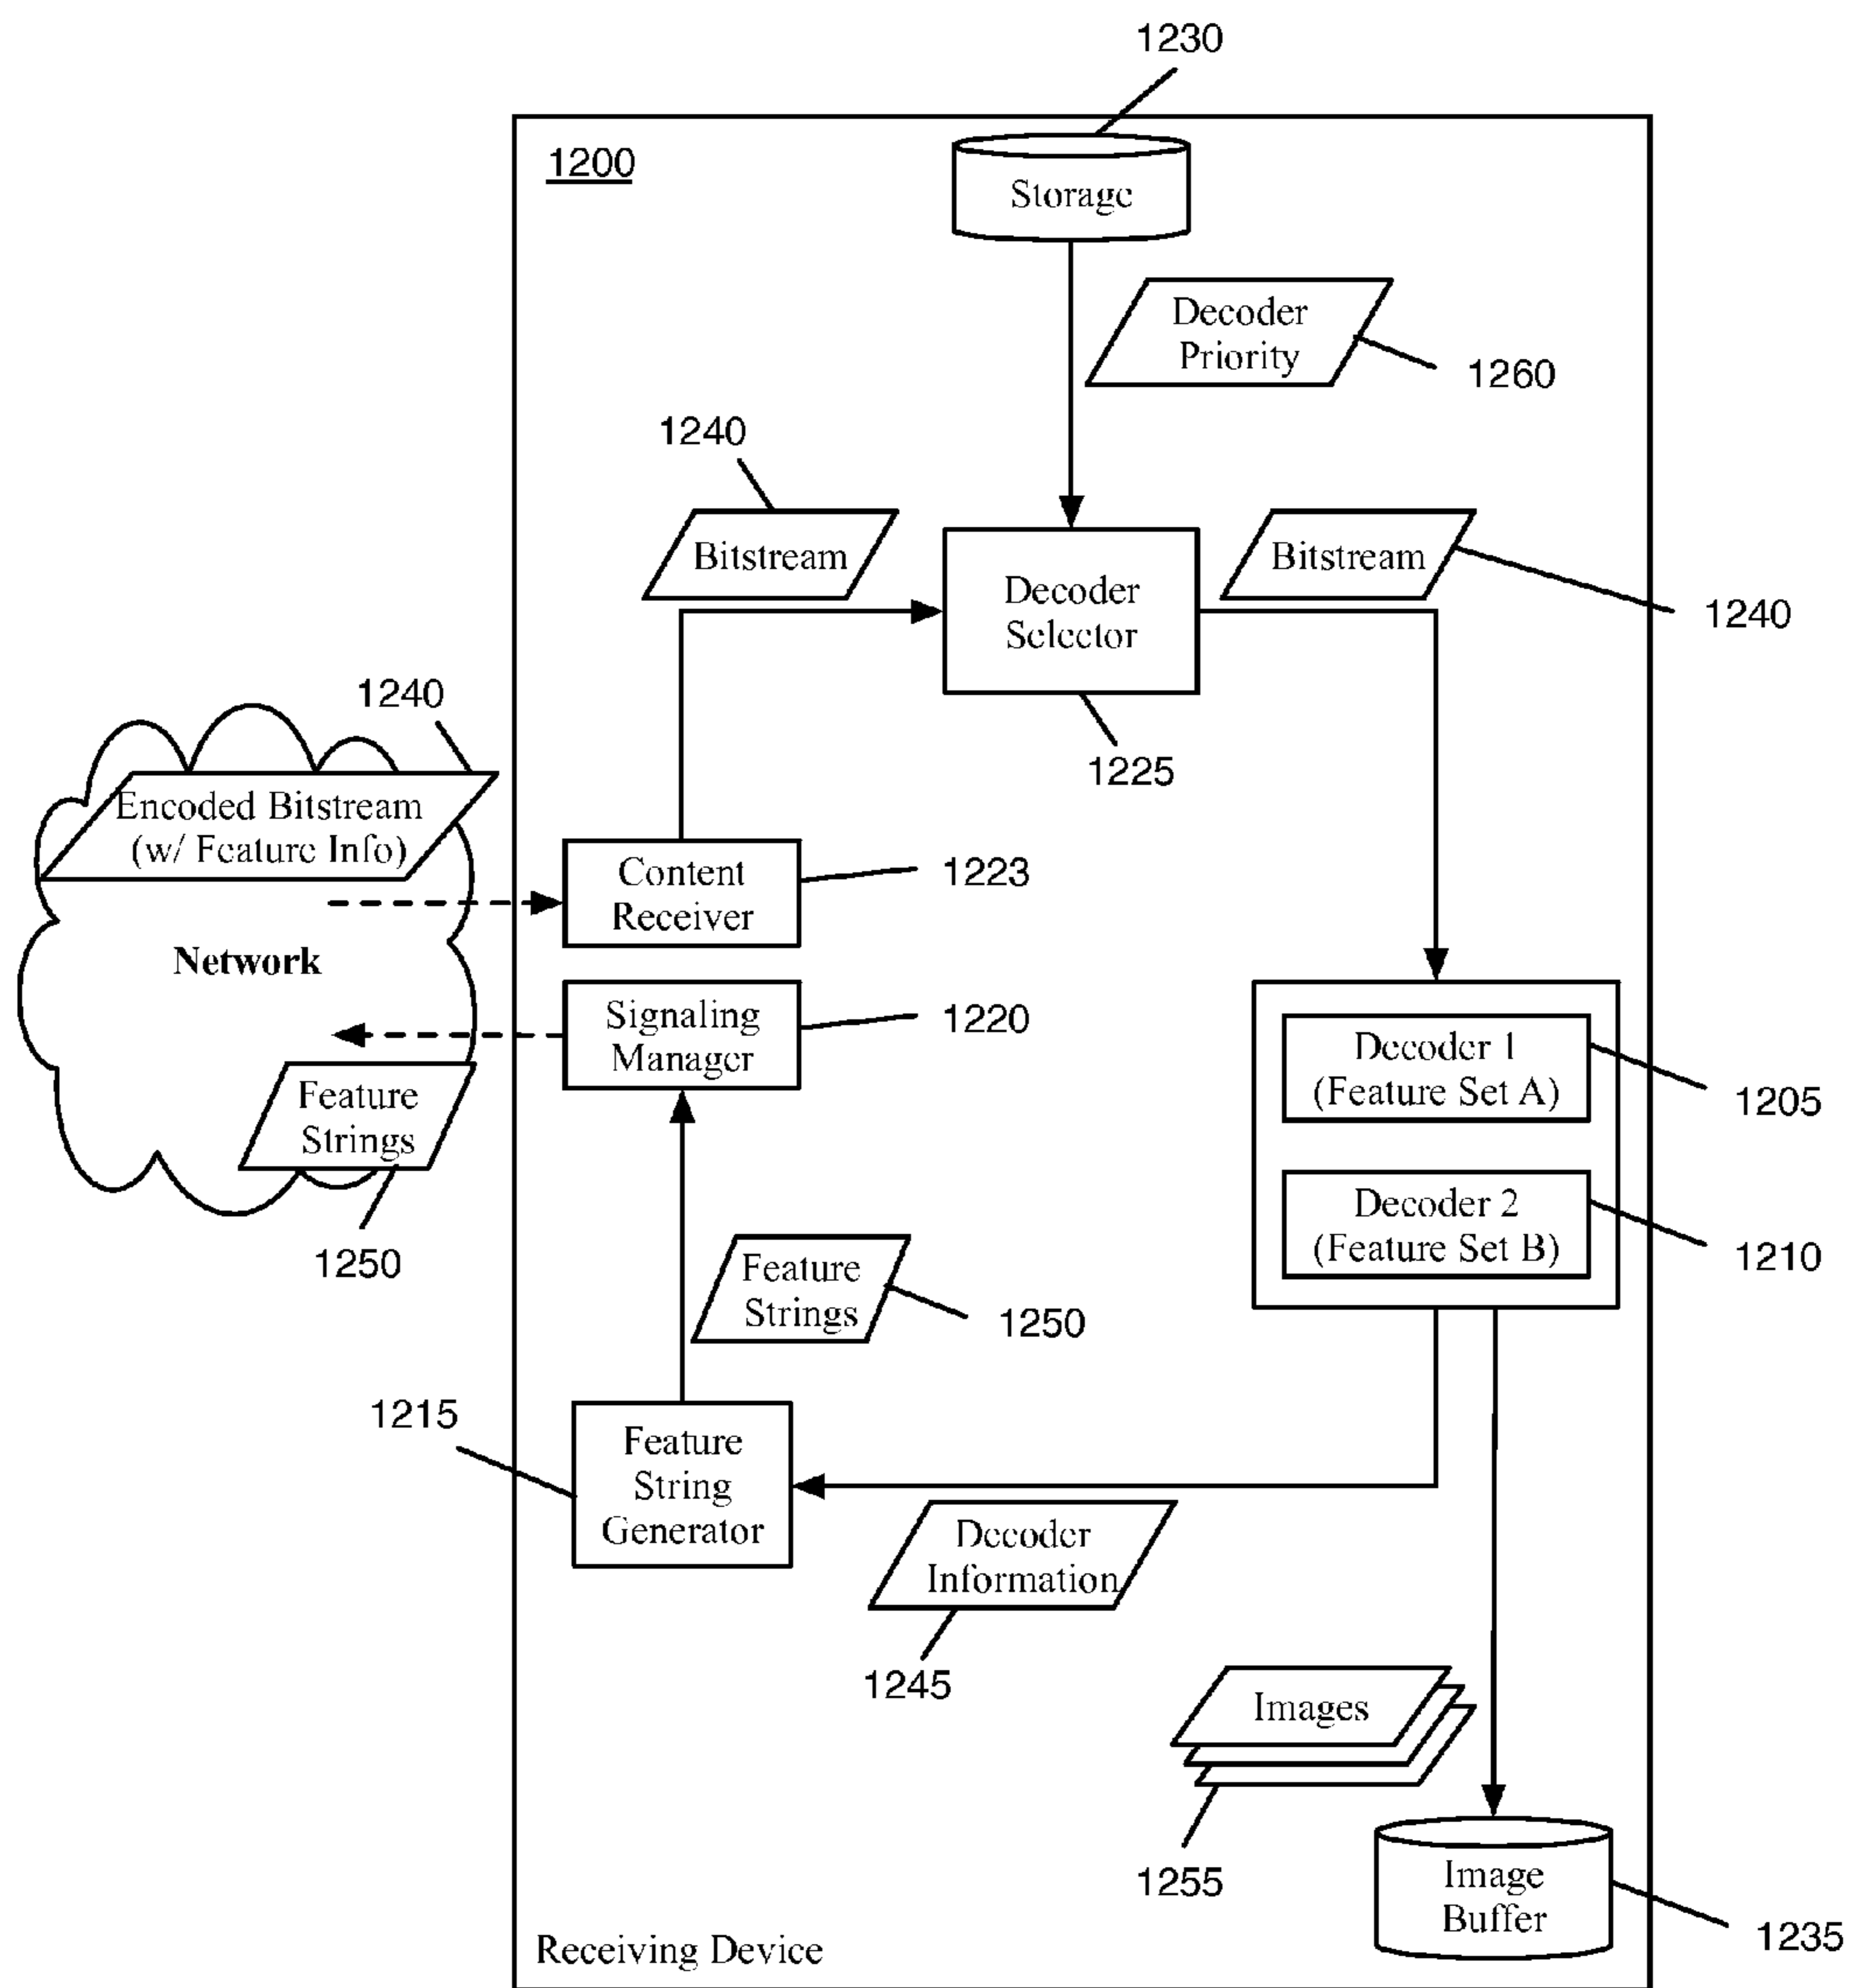 1230
1200
Storage
Decoder
Priority
1260
1240
Bitstream
Decoder
Selector
Bitstream
1240
1225
1240
Encoded Bitstream
(w/ Feature Info)
Content
Receiver
1223
Network
Signaling
Manager
1220
Feature
Strings
1250
Decoder 1
(Feature Set A)
1205
Decoder 2
(Feature Set B)
1210
Feature
Strings
1250
1215
Feature
String
Generator
Decoder
Information
1245
Images
1255
Image
Buffer
1235
Receiving Device